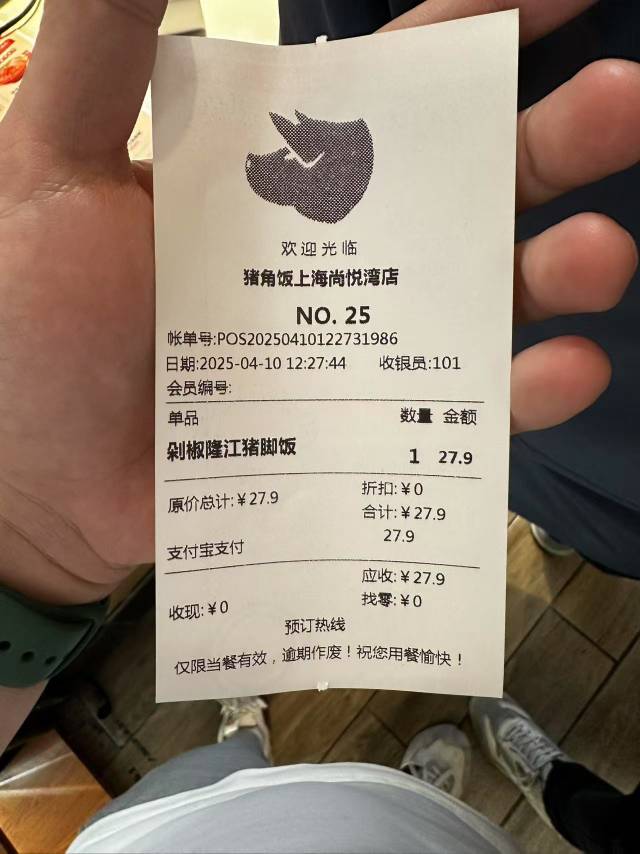 欢迎光临
猪角饭上海尚悦湾店
NO. 25
帐单号:POS20250410122731986
日期:2025-04-10 12:27:44 收银员:101
会员编号:
单品 数量 金额
剁椒隆江猪脚饭 1 27.9
原价总计:￥27.9 折扣:￥0
合计:￥27.9
支付宝支付 27.9
应收:￥27.9
收现:￥0 找零:￥0
预订热线
仅限当餐有效，逾期作废！祝您用餐愉快！